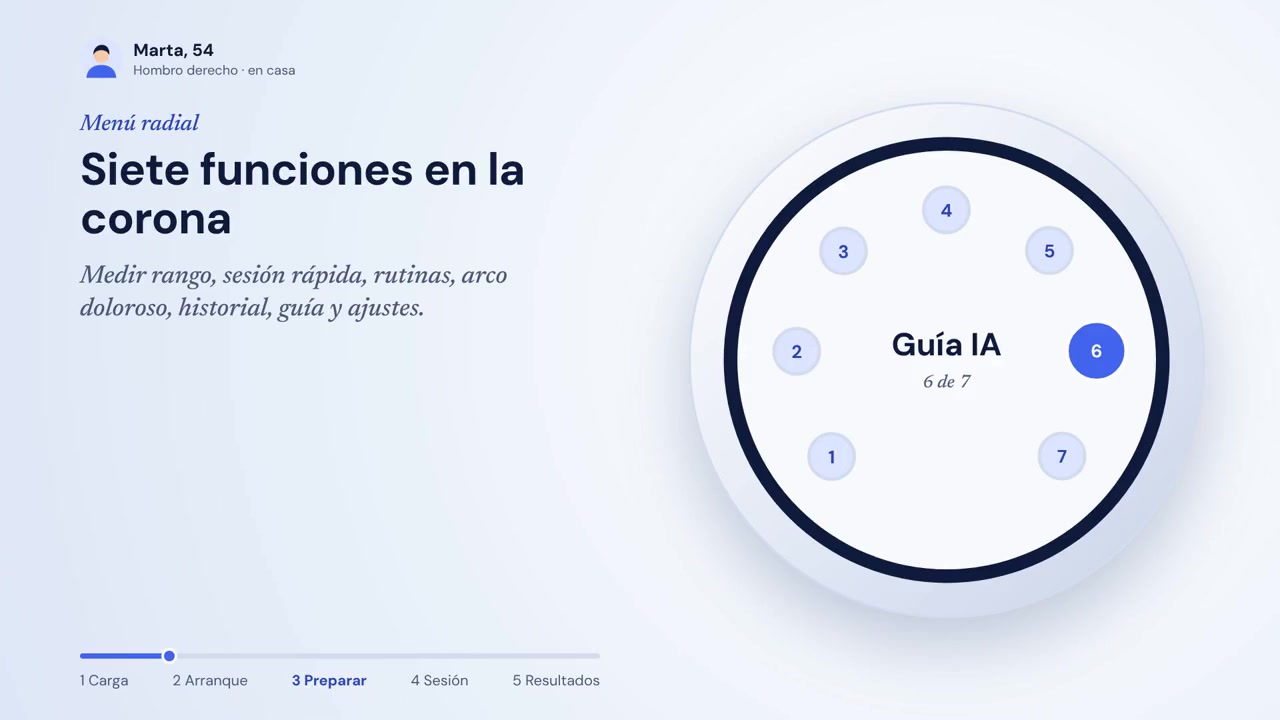 Marta, 54
Hombro derecho · en casa
Menú radial
Siete funciones en la
corona
Medir rango, sesión rápida, rutinas, arco
doloroso, historial, guía y ajustes.
4
3
5
2
Guía IA
6
6 de 7
1
7
1 Carga
2 Arranque
3 Preparar
4 Sesión
5 Resultados